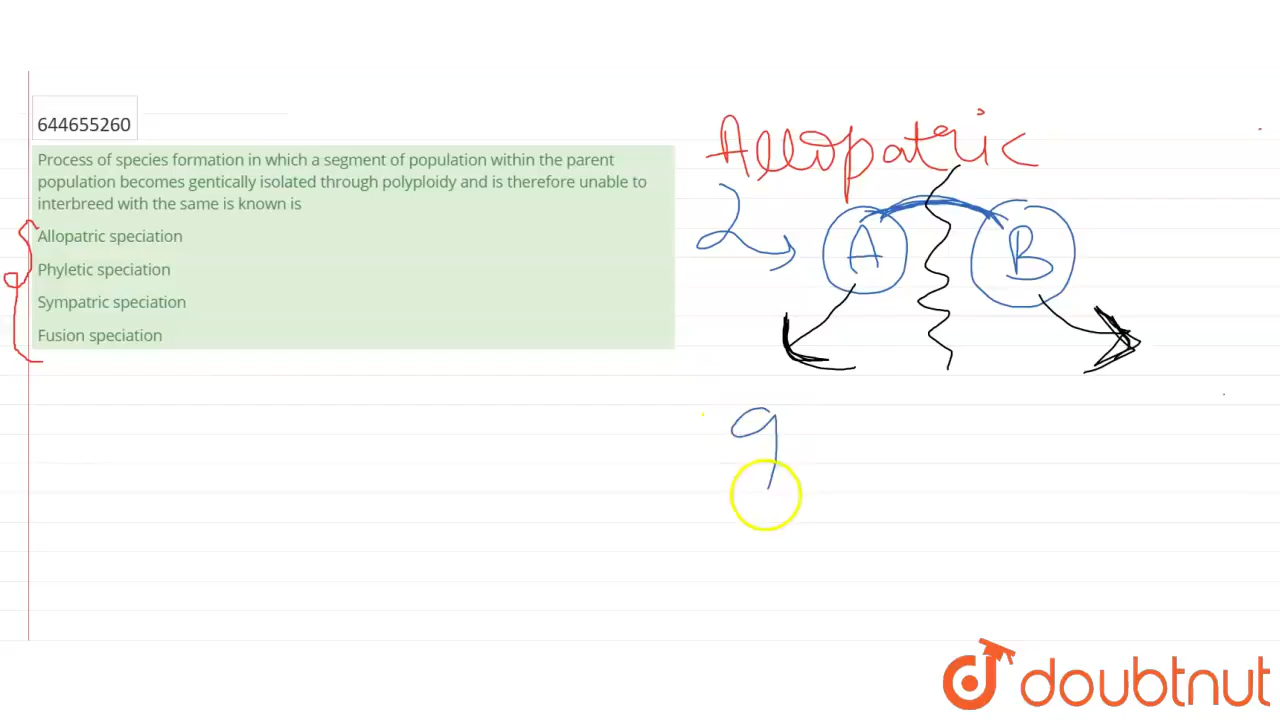 644655260
Process of species formation in which a segment of population within the parent
population becomes gentically isolated through polyploidy and is therefore unable to
interbreed with the same is known is
Allopatric speciation
Phyletic speciation
Sympatric speciation
Fusion speciation
Allopatric
A
B
doubtnut